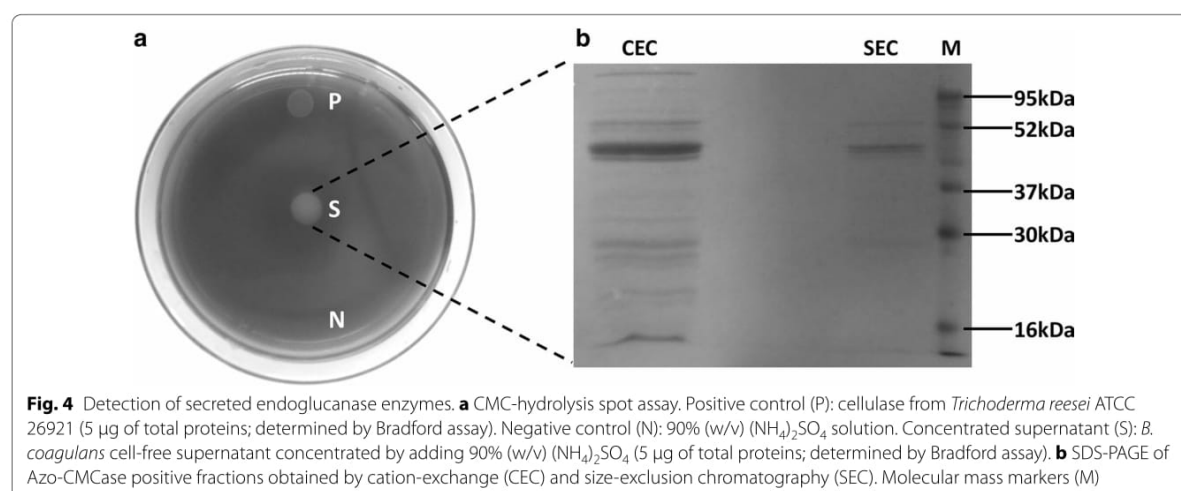 a
b
CEC SEC M
P
S
N
95kDa
52kDa
37kDa
30kDa
16kDa
Fig. 4 Detection of secreted endoglucanase enzymes. a CMC-hydrolysis spot assay. Positive control (P): cellulase from Trichoderma reesei ATCC
26921 (5 µg of total proteins; determined by Bradford assay). Negative control (N): 90% (w/v) (NH₄)₂SO₄ solution. Concentrated supernatant (S): B.
coagulans cell-free supernatant concentrated by adding 90% (w/v) (NH₄)₂SO₄ (5 µg of total proteins; determined by Bradford assay). b SDS-PAGE of
Azo-CMCase positive fractions obtained by cation-exchange (CEC) and size-exclusion chromatography (SEC). Molecular mass markers (M)